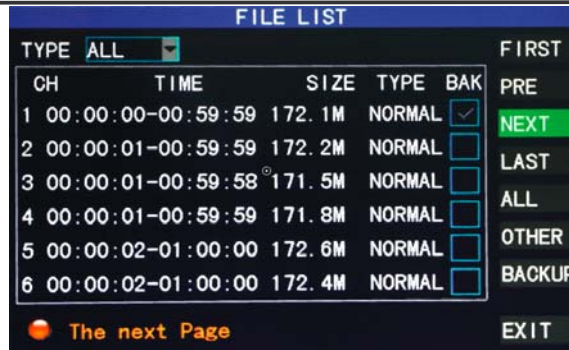 FILE LIST
TYPE ALL
CH TIME SIZE TYPE BAK
1 00:00:00-00:59:59 172.1M NORMAL
2 00:00:01-00:59:59 172.2M NORMAL
3 00:00:01-00:59:58 171.5M NORMAL
4 00:00:01-00:59:59 171.8M NORMAL
5 00:00:02-01:00:00 172.6M NORMAL
6 00:00:02-01:00:00 172.4M NORMAL
The next Page
FIRST
PRE
NEXT
LAST
ALL
OTHER
BACKUP
EXIT